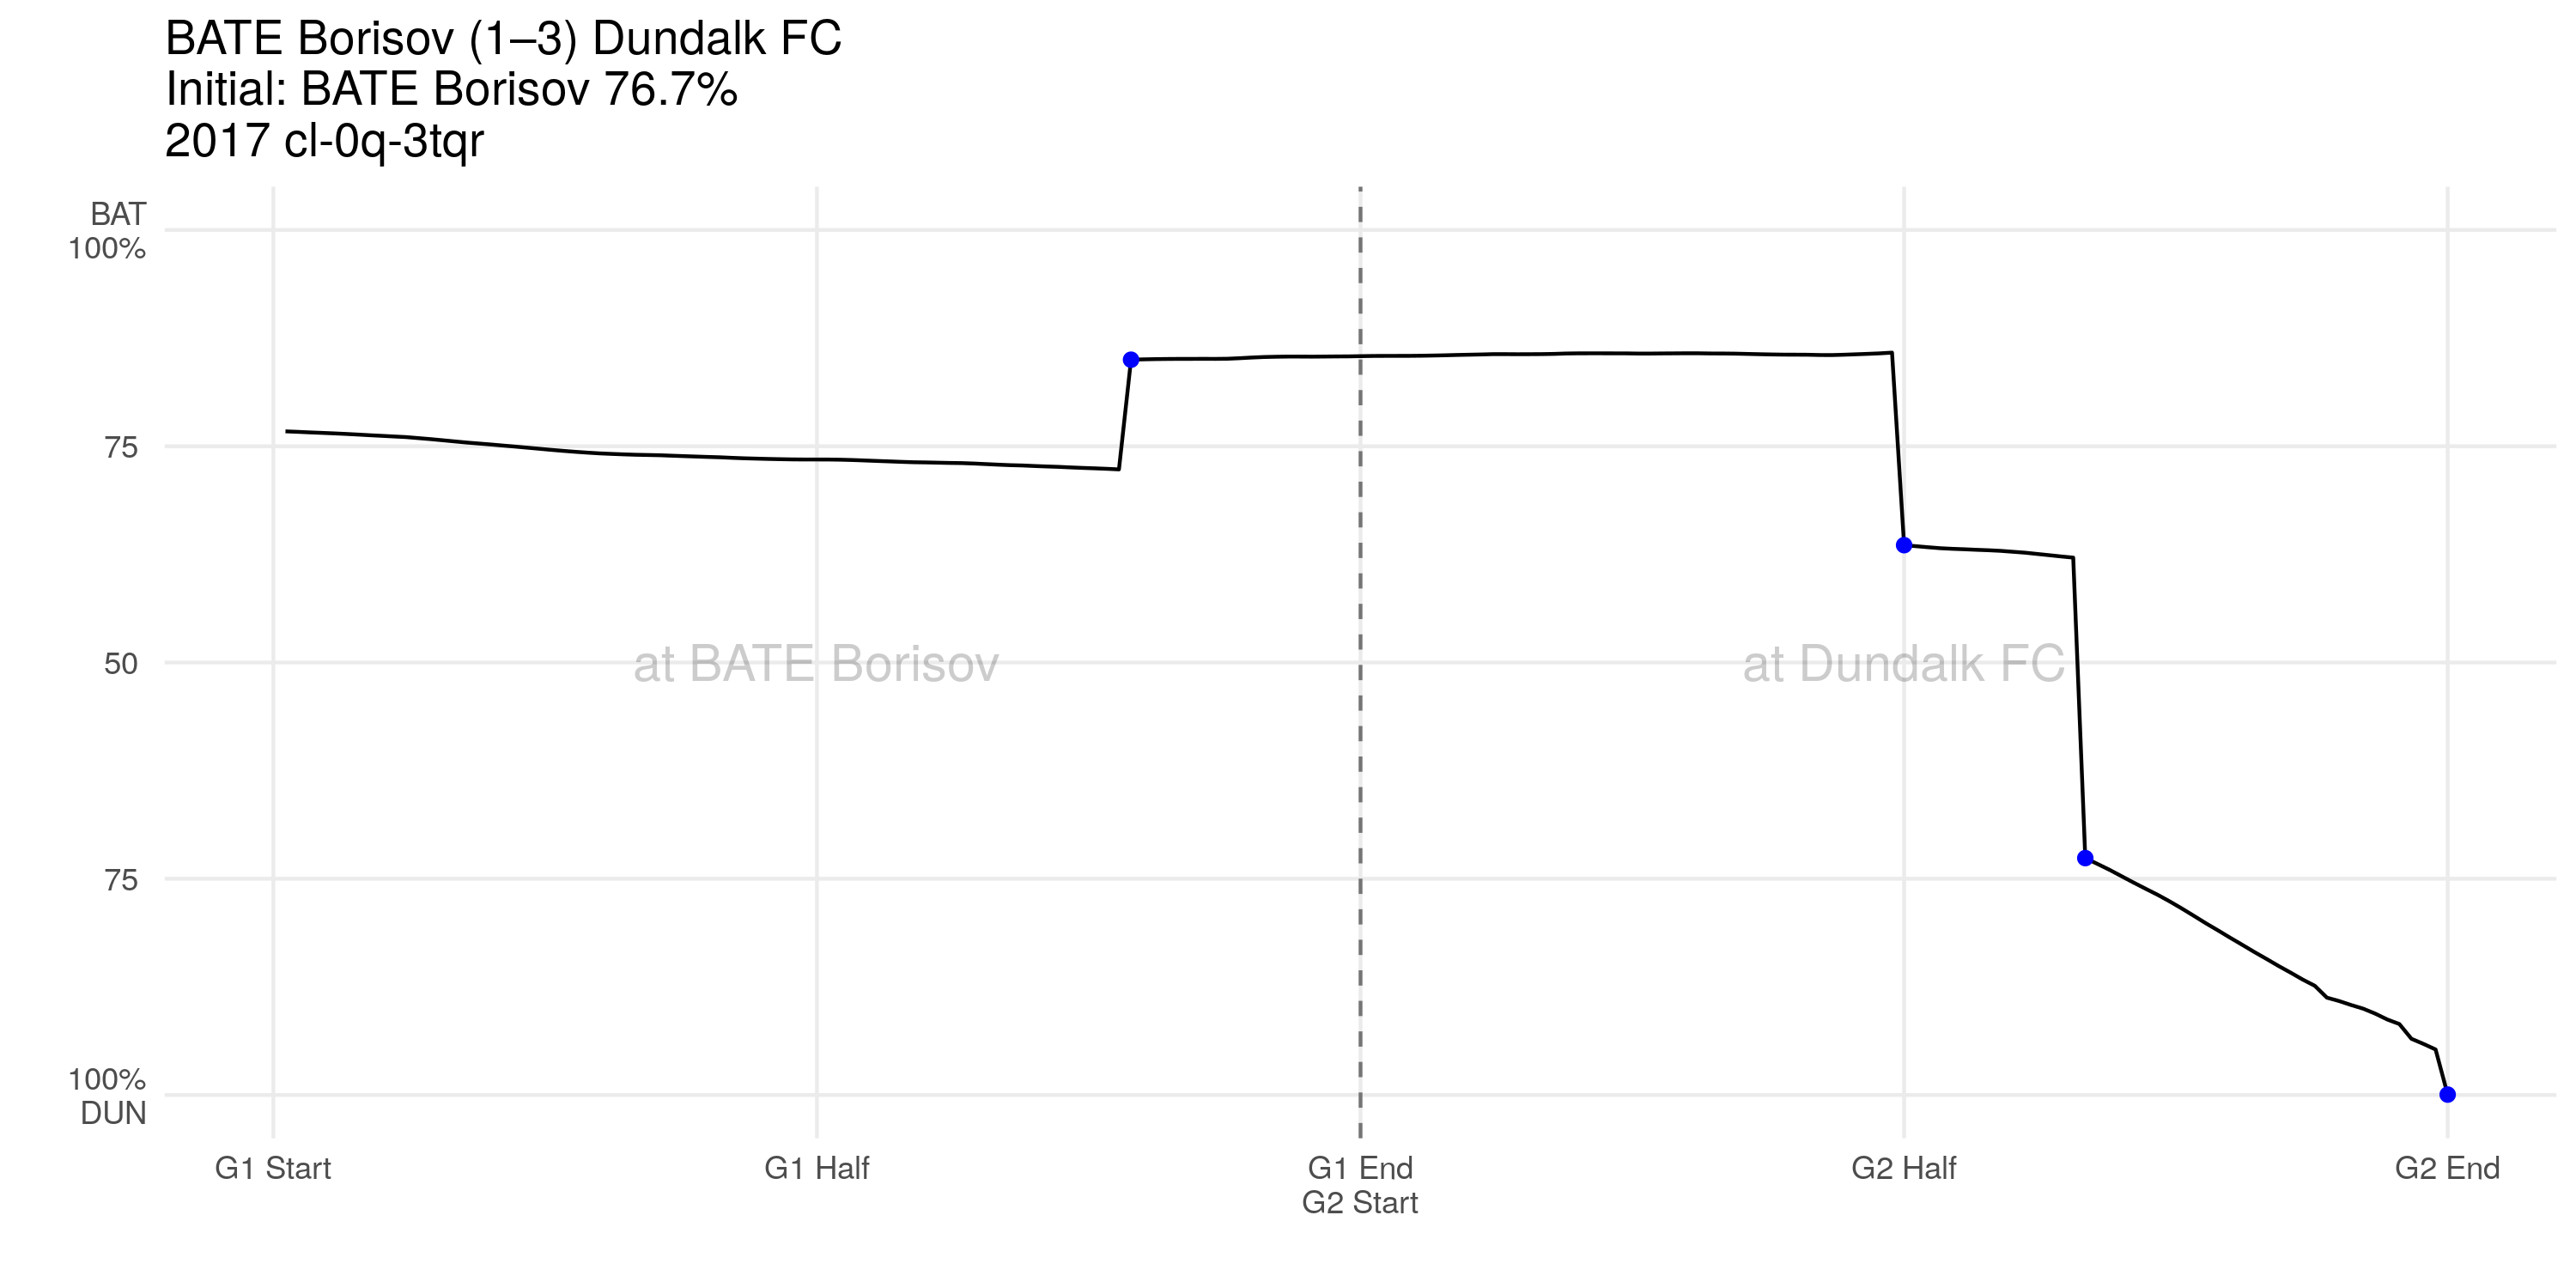 BATE Borisov (1–3) Dundalk FC
Initial: BATE Borisov 76.7%
2017 cl-0q-3tqr
BAT
100%
75
50
75
100%
DUN
at BATE Borisov
at Dundalk FC
G1 Start
G1 Half
G1 End
G2 Start
G2 Half
G2 End